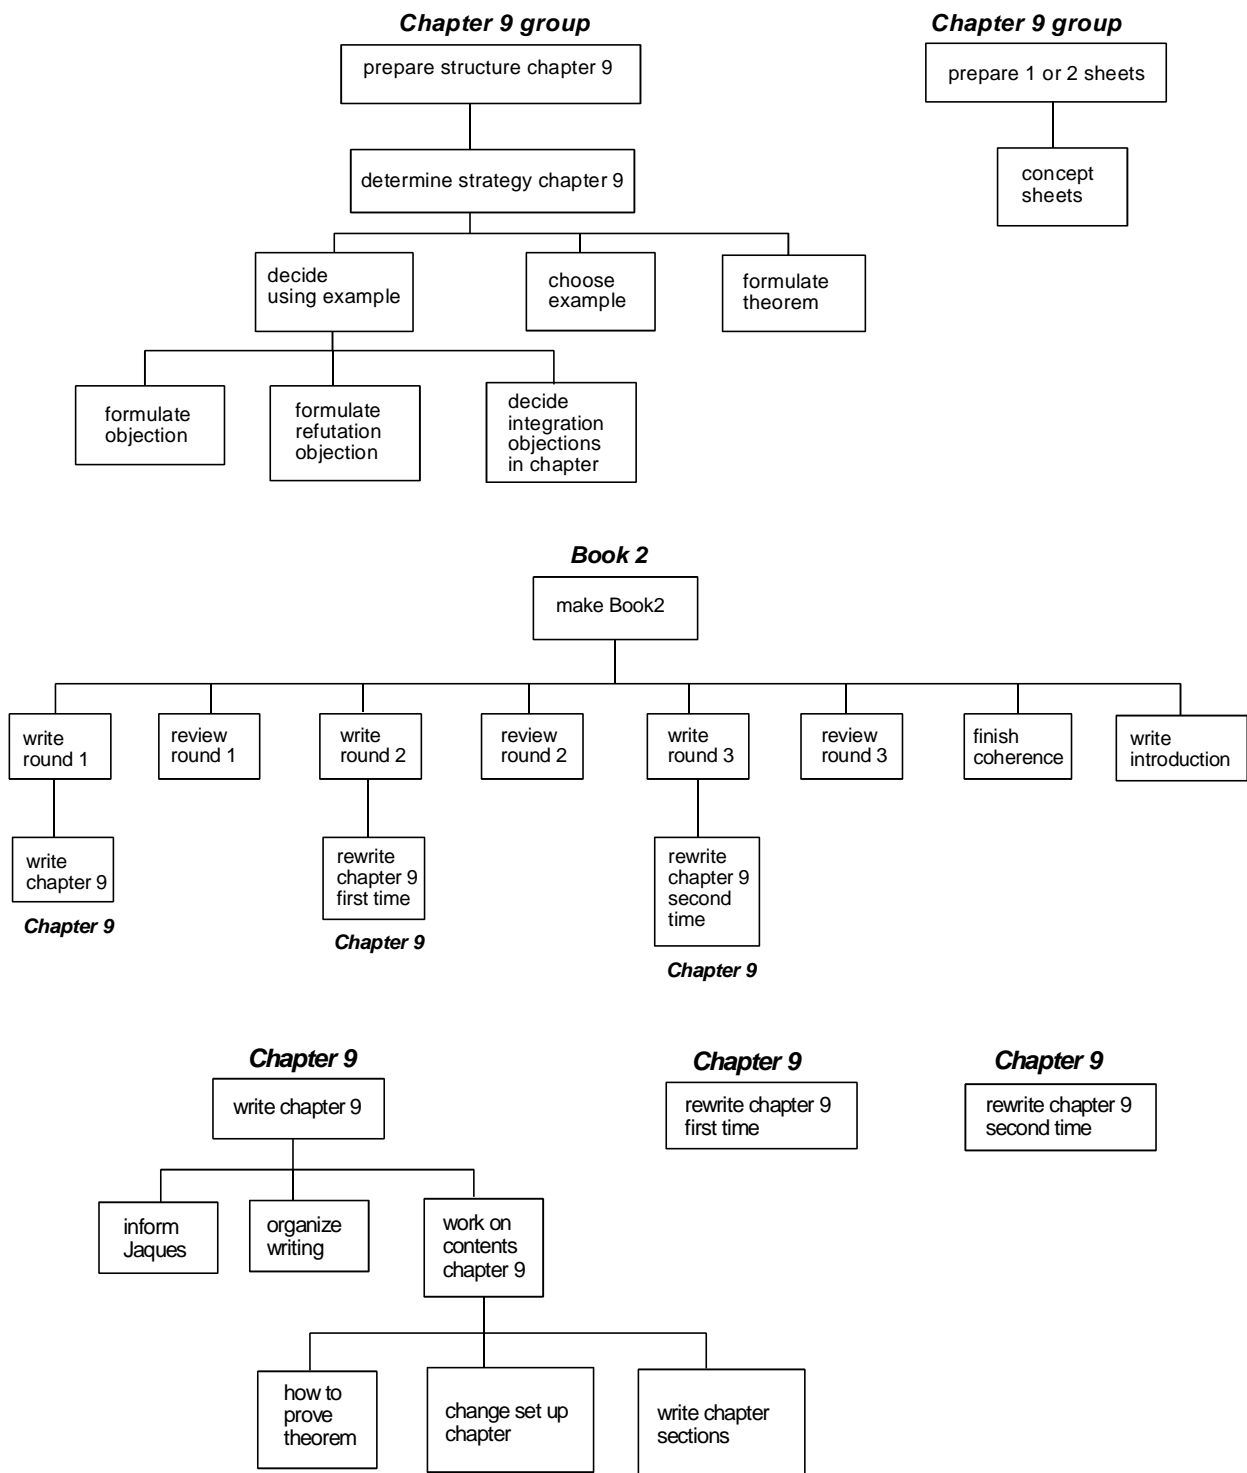 Chapter 9 group
prepare structure chapter 9
determine strategy chapter 9
decide
using example
choose
example
formulate
theorem
formulate
objection
formulate
refutation
objection
decide
integration
objections
in chapter
Chapter 9 group
prepare 1 or 2 sheets
concept
sheets
Book 2
make Book2
write
round 1
review
round 1
write
round 2
review
round 2
write
round 3
review
round 3
finish
coherence
write
introduction
write
chapter 9
Chapter 9
rewrite
chapter 9
first time
Chapter 9
rewrite
chapter 9
second
time
Chapter 9
Chapter 9
write chapter 9
inform
Jaques
organize
writing
work on
contents
chapter 9
how to
prove
theorem
change set up
chapter
write chapter
sections
Chapter 9
rewrite chapter 9
first time
Chapter 9
rewrite chapter 9
second time